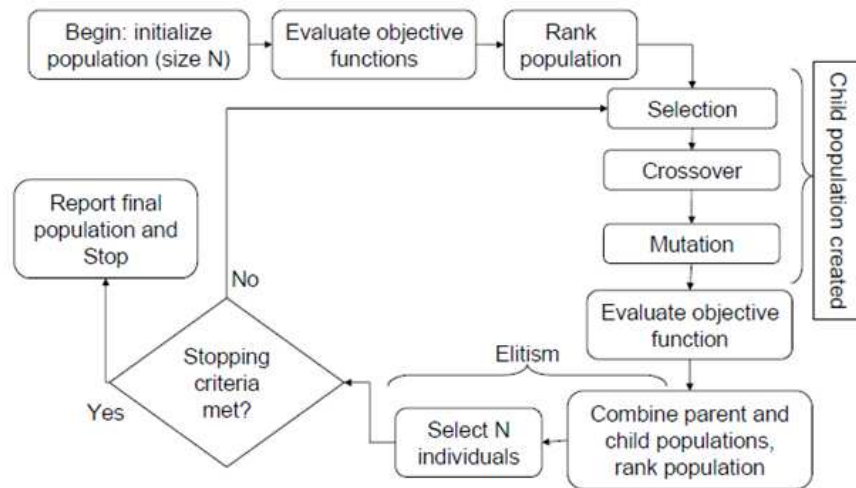 Begin: initialize
population (size N)
Evaluate objective
functions
Rank
population
Selection
Crossover
Mutation
Child population created
Evaluate objective
function
Combine parent and
child populations,
rank population
Elitism
Select N
individuals
Stopping
criteria
met?
No
Yes
Report final
population and
Stop